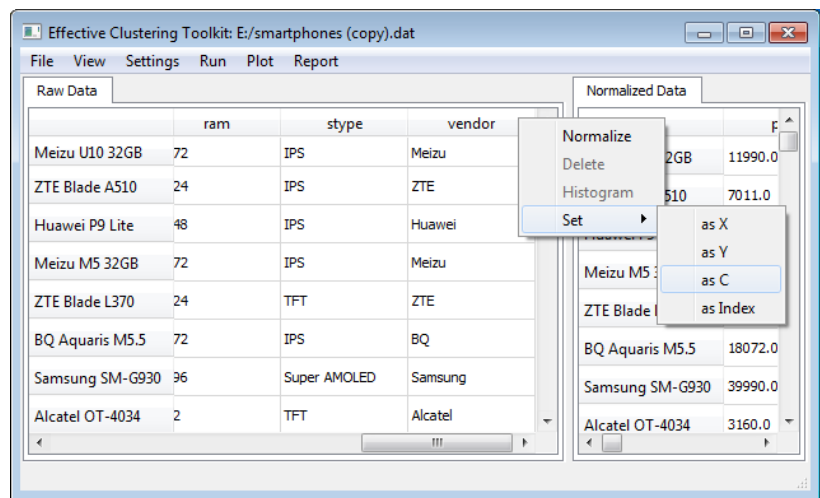 Effective Clustering Toolkit: E:/smartphones (copy).dat
File View Settings Run Plot Report
Raw Data
ram stype vendor
Meizu U10 32GB 72 IPS Meizu
ZTE Blade A510 24 IPS ZTE
Huawei P9 Lite 48 IPS Huawei
Meizu M5 32GB 72 IPS Meizu
ZTE Blade L370 24 TFT ZTE
BQ Aquaris M5.5 72 IPS BQ
Samsung SM-G930 96 Super AMOLED Samsung
Alcatel OT-4034 2 TFT Alcatel
Normalize
Delete
Histogram
Set
as X
as Y
as C
as Index
Normalized Data
2GB 11990.0
510 7011.0
Meizu M5
ZTE Blade
BQ Aquaris M5.5 18072.0
Samsung SM-G930 39990.0
Alcatel OT-4034 3160.0